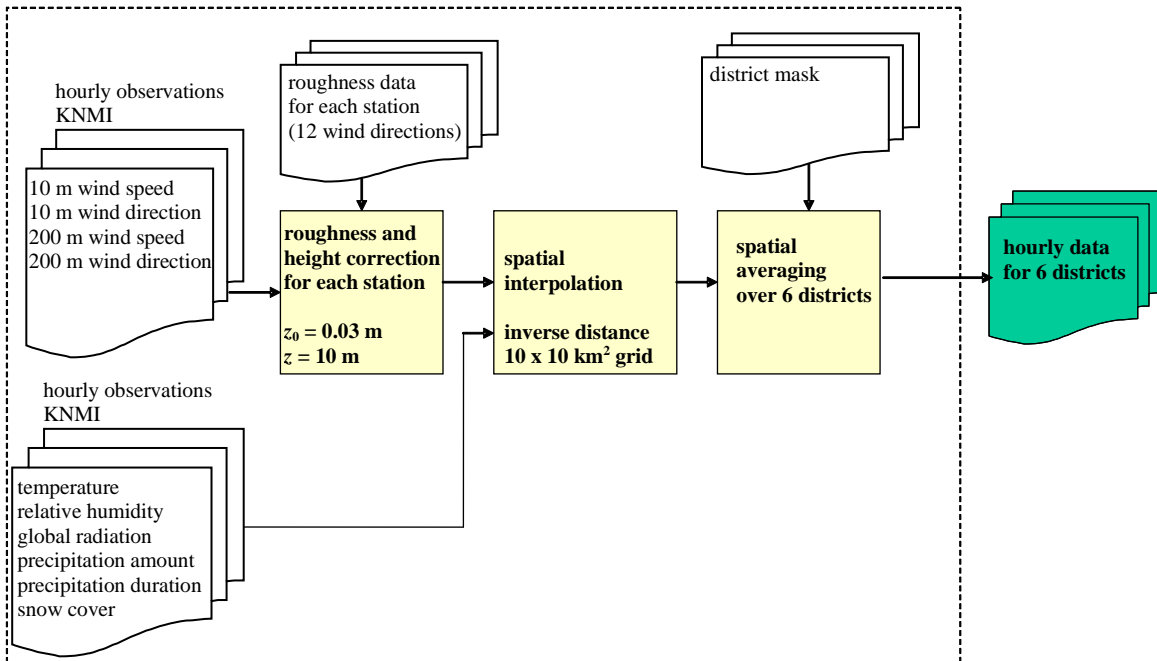 hourly observations
KNMI
10 m wind speed
10 m wind direction
200 m wind speed
200 m wind direction
roughness data
for each station
(12 wind directions)
district mask
roughness and
height correction
for each station
z₀ = 0.03 m
z = 10 m
spatial
interpolation
inverse distance
10 x 10 km² grid
spatial
averaging
over 6 districts
hourly data
for 6 districts
hourly observations
KNMI
temperature
relative humidity
global radiation
precipitation amount
precipitation duration
snow cover